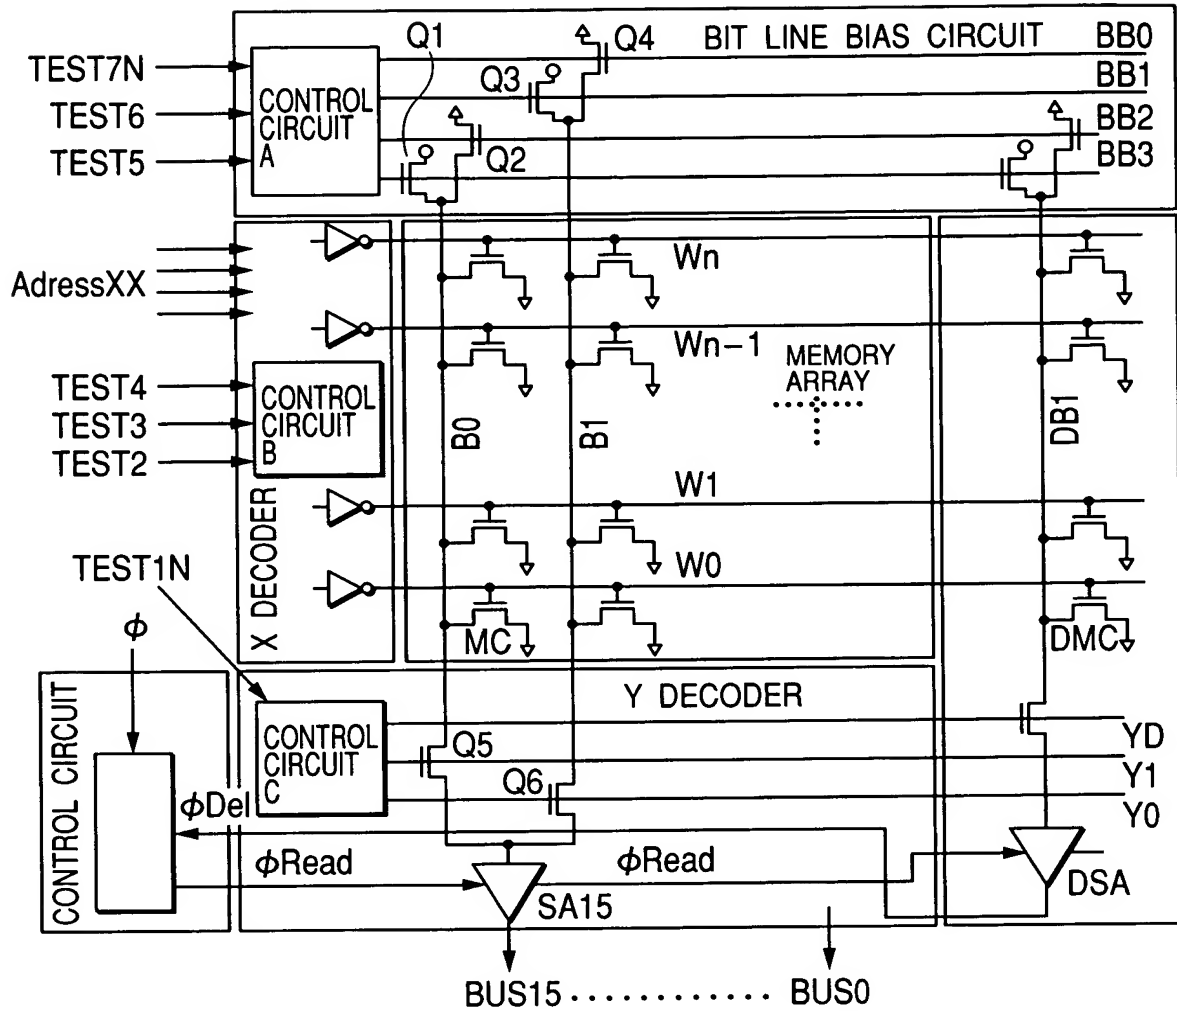 Q1
Q4
BIT LINE BIAS CIRCUIT
BB0
TEST7N
Q3
BB1
CONTROL
CIRCUIT
A
TEST6
TEST5
Q2
BB2
BB3
Wn
AdressXX
Wn-1
MEMORY
ARRAY
TEST4
TEST3
TEST2
CONTROL
CIRCUIT
B
B0
B1
DB1
W1
X DECODER
TEST1N
W0
ϕ
MC
DMC
Y DECODER
CONTROL CIRCUIT
CONTROL
CIRCUIT
C
Q5
YD
Q6
Y1
ϕDel
Y0
ϕRead
ϕRead
SA15
DSA
BUS15 ............. BUS0